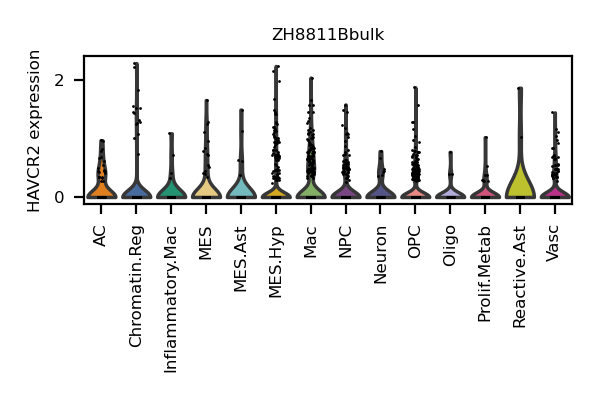 ZH8811Bbulk
HAVCR2 expression
2
0
AC
Chromatin.Reg
Inflammatory.Mac
MES
MES.Ast
MES.Hyp
Mac
NPC
Neuron
OPC
Oligo
Prolif.Metab
Reactive.Ast
Vasc